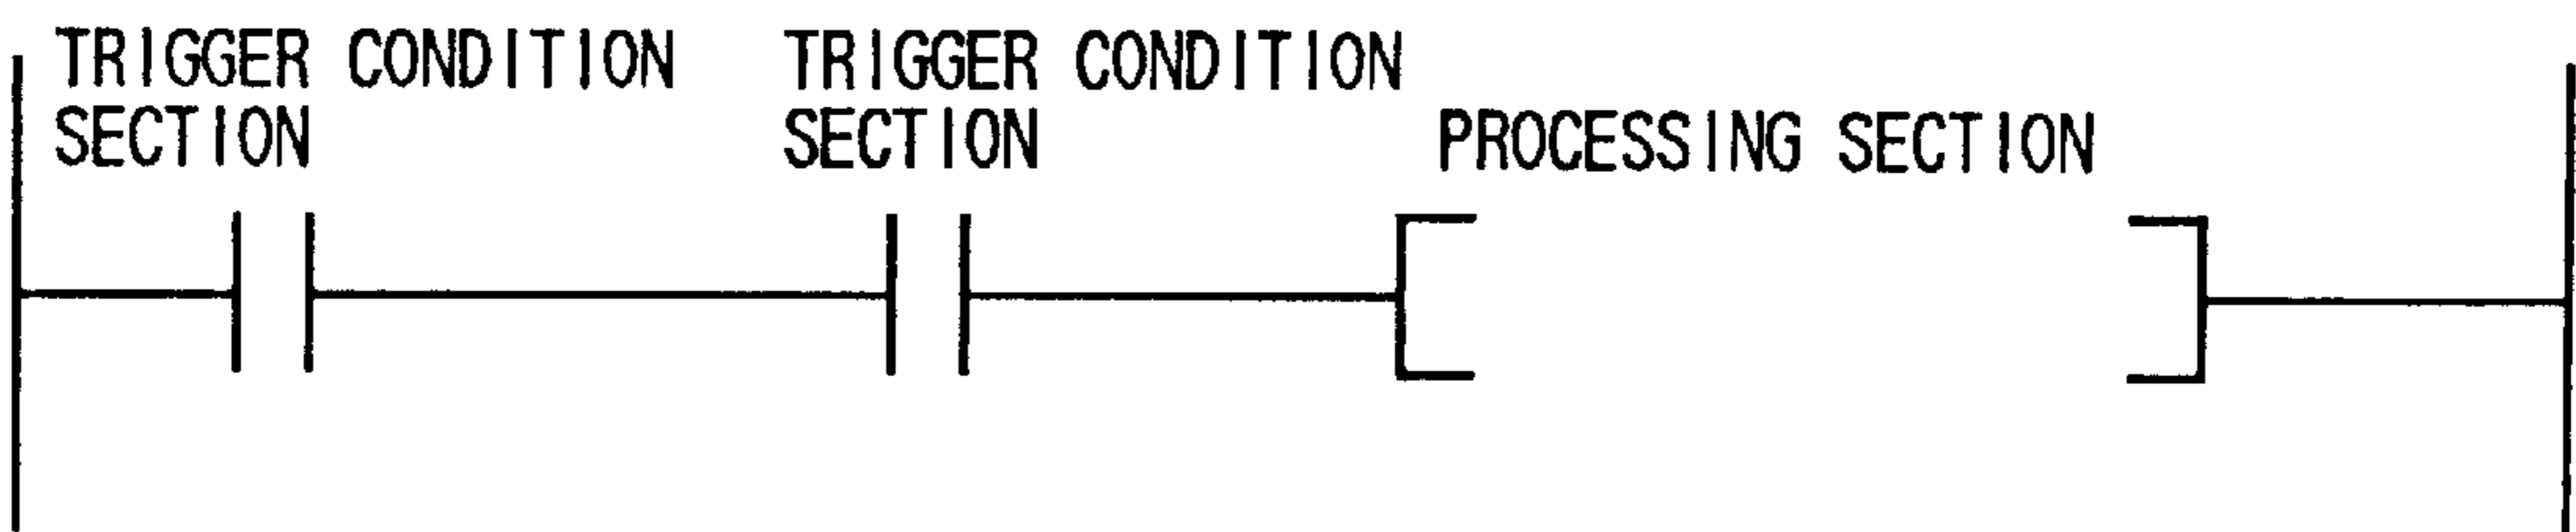 TRIGGER CONDITION
SECTION
TRIGGER CONDITION
SECTION
PROCESSING SECTION